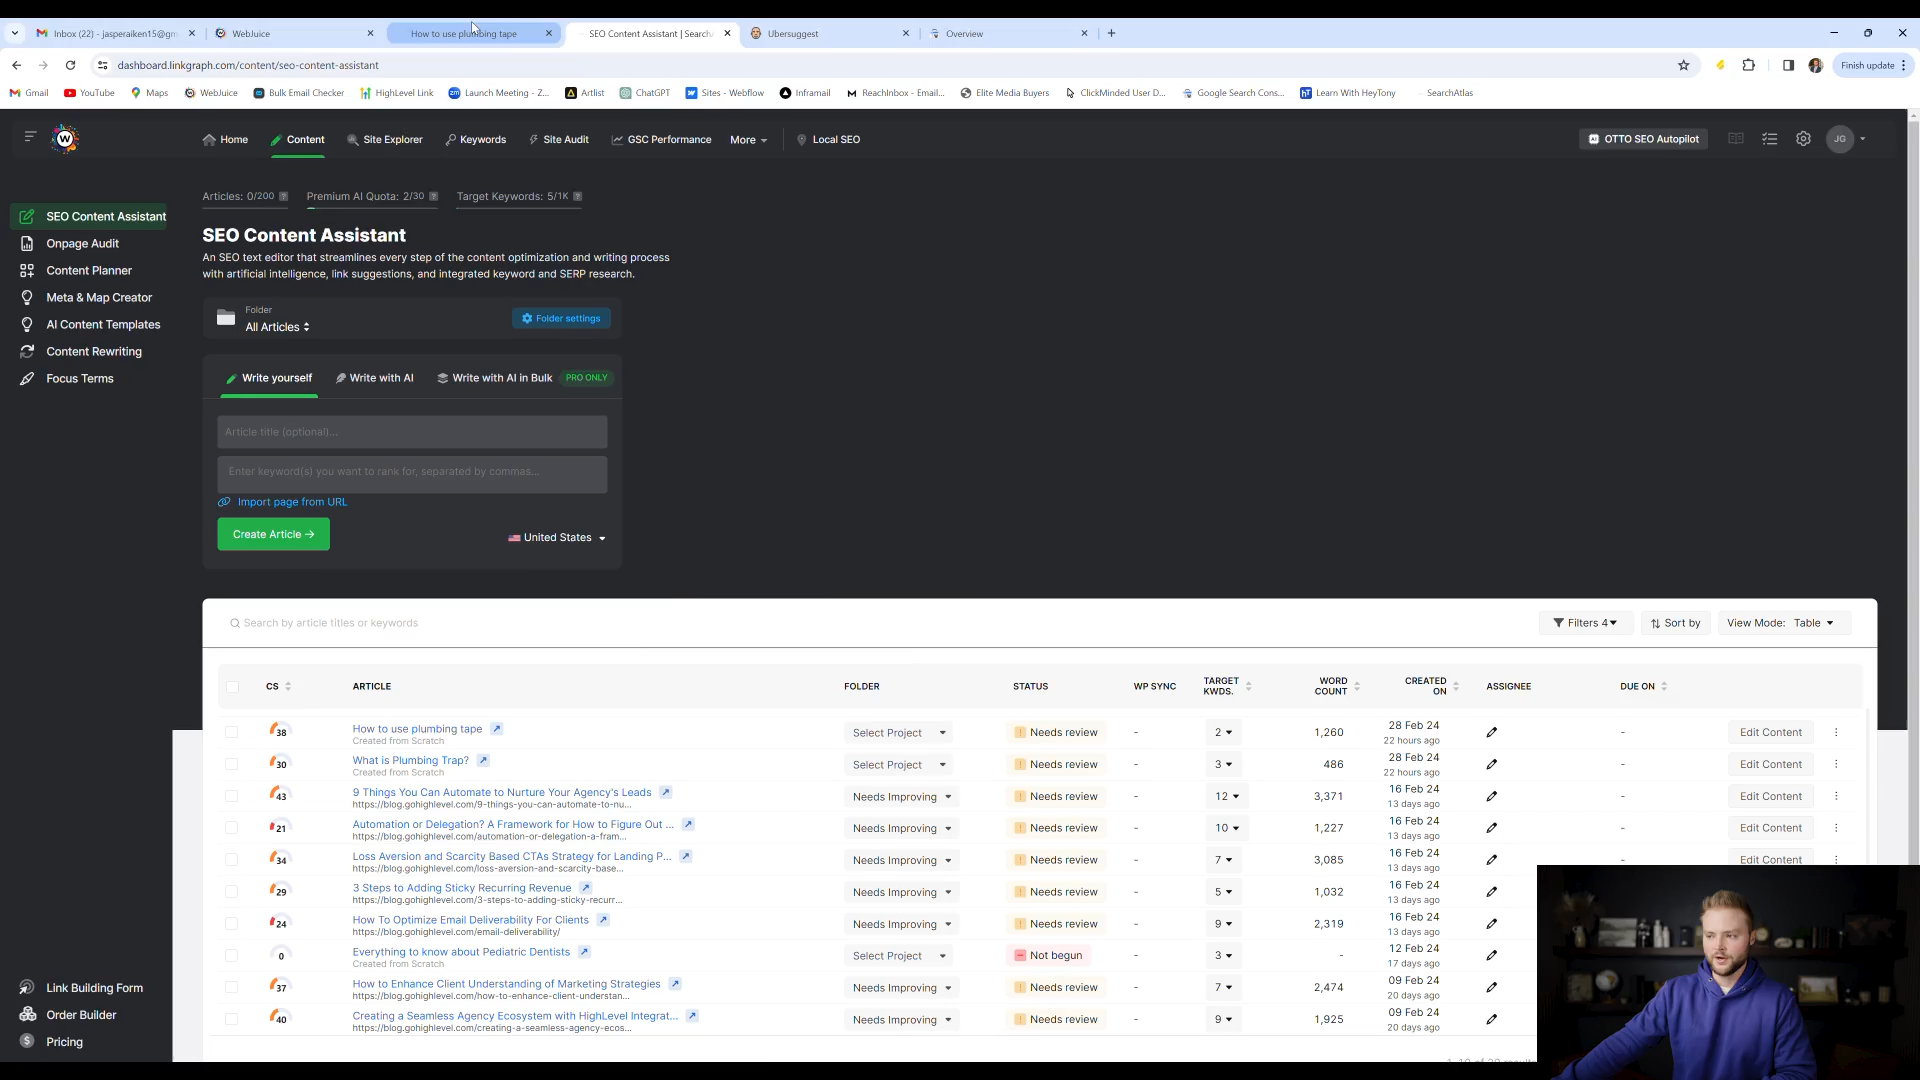 Inbox (22) - jasperaiken15@gm
WebJuice
How to use plumbing tape
SEO Content Assistant | Search
Ubersuggest
Overview
dashboard.linkgraph.com/content/seo-content-assistant
Finish update
Gmail
YouTube
Maps
WebJuice
Bulk Email Checker
HighLevel Link
Launch Meeting - Z...
Artlist
ChatGPT
Sites - Webflow
Inframail
ReachInbox - Email...
Elite Media Buyers
ClickMinded User D...
Google Search Cons...
Learn With HeyTony
SearchAtlas
Home
Content
Site Explorer
Keywords
Site Audit
GSC Performance
More
Local SEO
OTTO SEO Autopilot
JG
SEO Content Assistant
Onpage Audit
Content Planner
Meta & Map Creator
AI Content Templates
Content Rewriting
Focus Terms
Link Building Form
Order Builder
Pricing
Articles: 0/200
Premium AI Quota: 2/30
Target Keywords: 5/1K
SEO Content Assistant
An SEO text editor that streamlines every step of the content optimization and writing process
with artificial intelligence, link suggestions, and integrated keyword and SERP research.
Folder
All Articles
Folder settings
Write yourself
Write with AI
Write with AI in Bulk
PRO ONLY
Article title (optional)...
Enter keyword(s) you want to rank for, separated by commas...
Import page from URL
Create Article →
United States
Search by article titles or keywords
Filters 4
Sort by
View Mode: Table
CS ARTICLE FOLDER STATUS WP SYNC TARGET KWDS. WORD COUNT CREATED ON ASSIGNEE DUE ON
38 How to use plumbing tape Select Project Needs review - 2 1,260 28 Feb 24 - Edit Content
Created from Scratch 22 hours ago
30 What is Plumbing Trap? Select Project Needs review - 3 486 28 Feb 24 - Edit Content
Created from Scratch 22 hours ago
43 9 Things You Can Automate to Nurture Your Agency's Leads Needs Improving Needs review - 12 3,371 16 Feb 24 - Edit Content
https://blog.gohighlevel.com/9-things-you-can-automate-to-nu... 13 days ago
21 Automation or Delegation? A Framework for How to Figure Out ... Needs Improving Needs review - 10 1,227 16 Feb 24 - Edit Content
https://blog.gohighlevel.com/automation-or-delegation-a-fram... 13 days ago
34 Loss Aversion and Scarcity Based CTAs Strategy for Landing P... Needs Improving Needs review - 7 3,085 16 Feb 24 - Edit Content
https://blog.gohighlevel.com/loss-aversion-and-scarcity-base... 13 days ago
29 3 Steps to Adding Sticky Recurring Revenue Needs Improving Needs review - 5 1,032 16 Feb 24
https://blog.gohighlevel.com/3-steps-to-adding-sticky-recurr... 13 days ago
24 How To Optimize Email Deliverability For Clients Needs Improving Needs review - 9 2,319 16 Feb 24
https://blog.gohighlevel.com/email-deliverability/ 13 days ago
0 Everything to know about Pediatric Dentists Select Project Not begun - 3 - 12 Feb 24
Created from Scratch 17 days ago
37 How to Enhance Client Understanding of Marketing Strategies Needs Improving Needs review - 7 2,474 09 Feb 24
https://blog.gohighlevel.com/how-to-enhance-client-understan... 20 days ago
40 Creating a Seamless Agency Ecosystem with HighLevel Integrat... Needs Improving Needs review - 9 1,925 09 Feb 24
https://blog.gohighlevel.com/creating-a-seamless-agency-ecos... 20 days ago